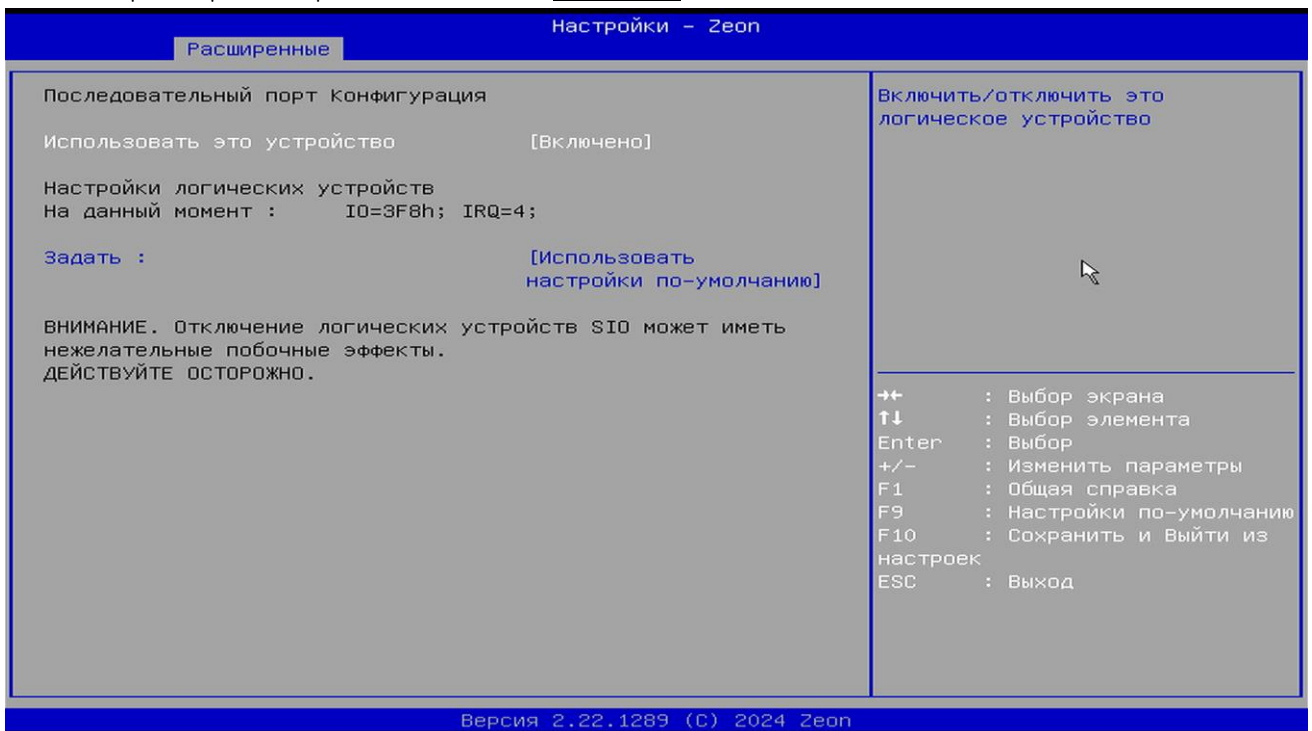 Настройки – Zeon
Расширенные
Последовательный порт Конфигурация
Использовать это устройство [Включено]
Настройки логических устройств
На данный момент : IO=3F8h; IRQ=4;
Задать : [Использовать
настройки по-умолчанию]
ВНИМАНИЕ. Отключение логических устройств SIO может иметь
нежелательные побочные эффекты.
ДЕЙСТВУЙТЕ ОСТОРОЖНО.
Включить/отключить это
логическое устройство
→← : Выбор экрана
↑↓ : Выбор элемента
Enter : Выбор
+/- : Изменить параметры
F1 : Общая справка
F9 : Настройки по-умолчанию
F10 : Сохранить и Выйти из
настроек
ESC : Выход
Версия 2.22.1289 (C) 2024 Zeon